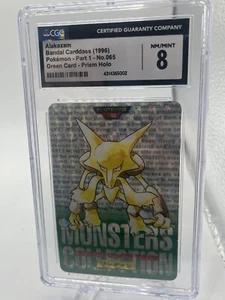 CGC
CERTIFIED GUARANTY COMPANY
Alakazam
Bandai Carddass (1996)
Pokémon - Part 1 - No.065
Green Card - Prism Holo
NM/MINT
8
MONSTERS
COLLECTION